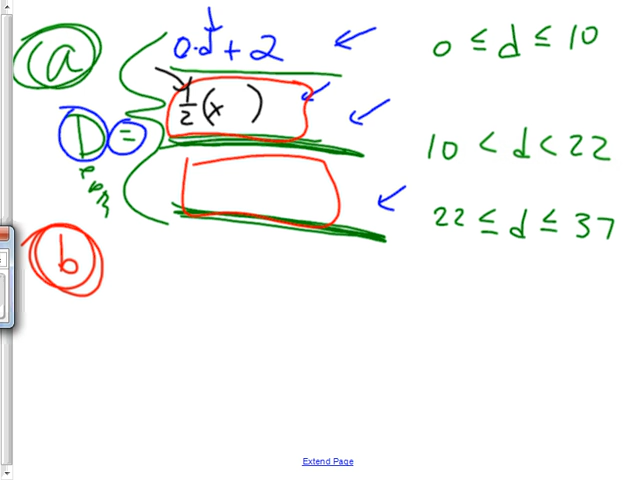 a
0·d + 2
0 ≤ d ≤ 10
1/2 (x )
D =
10 < d < 22
22 ≤ d ≤ 37
b
Extend Page